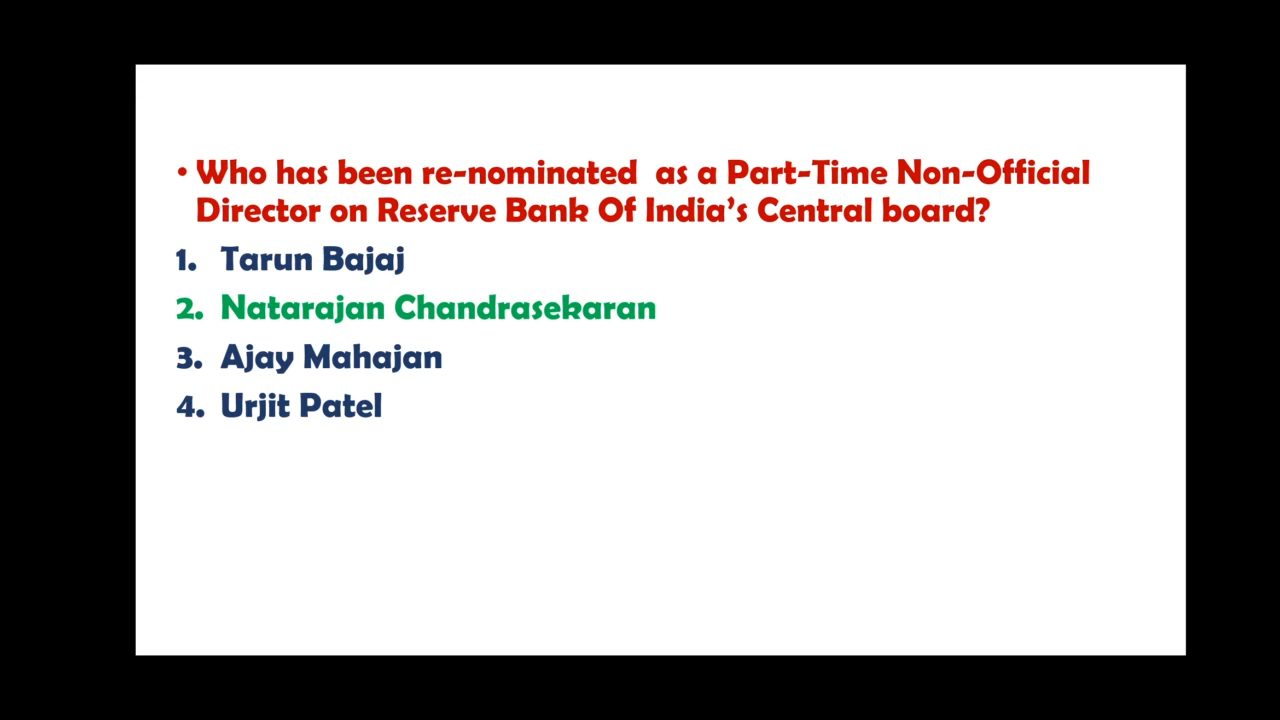 • Who has been re-nominated  as a Part-Time Non-Official
Director on Reserve Bank Of India’s Central board?
1. Tarun Bajaj
2. Natarajan Chandrasekaran
3. Ajay Mahajan
4. Urjit Patel